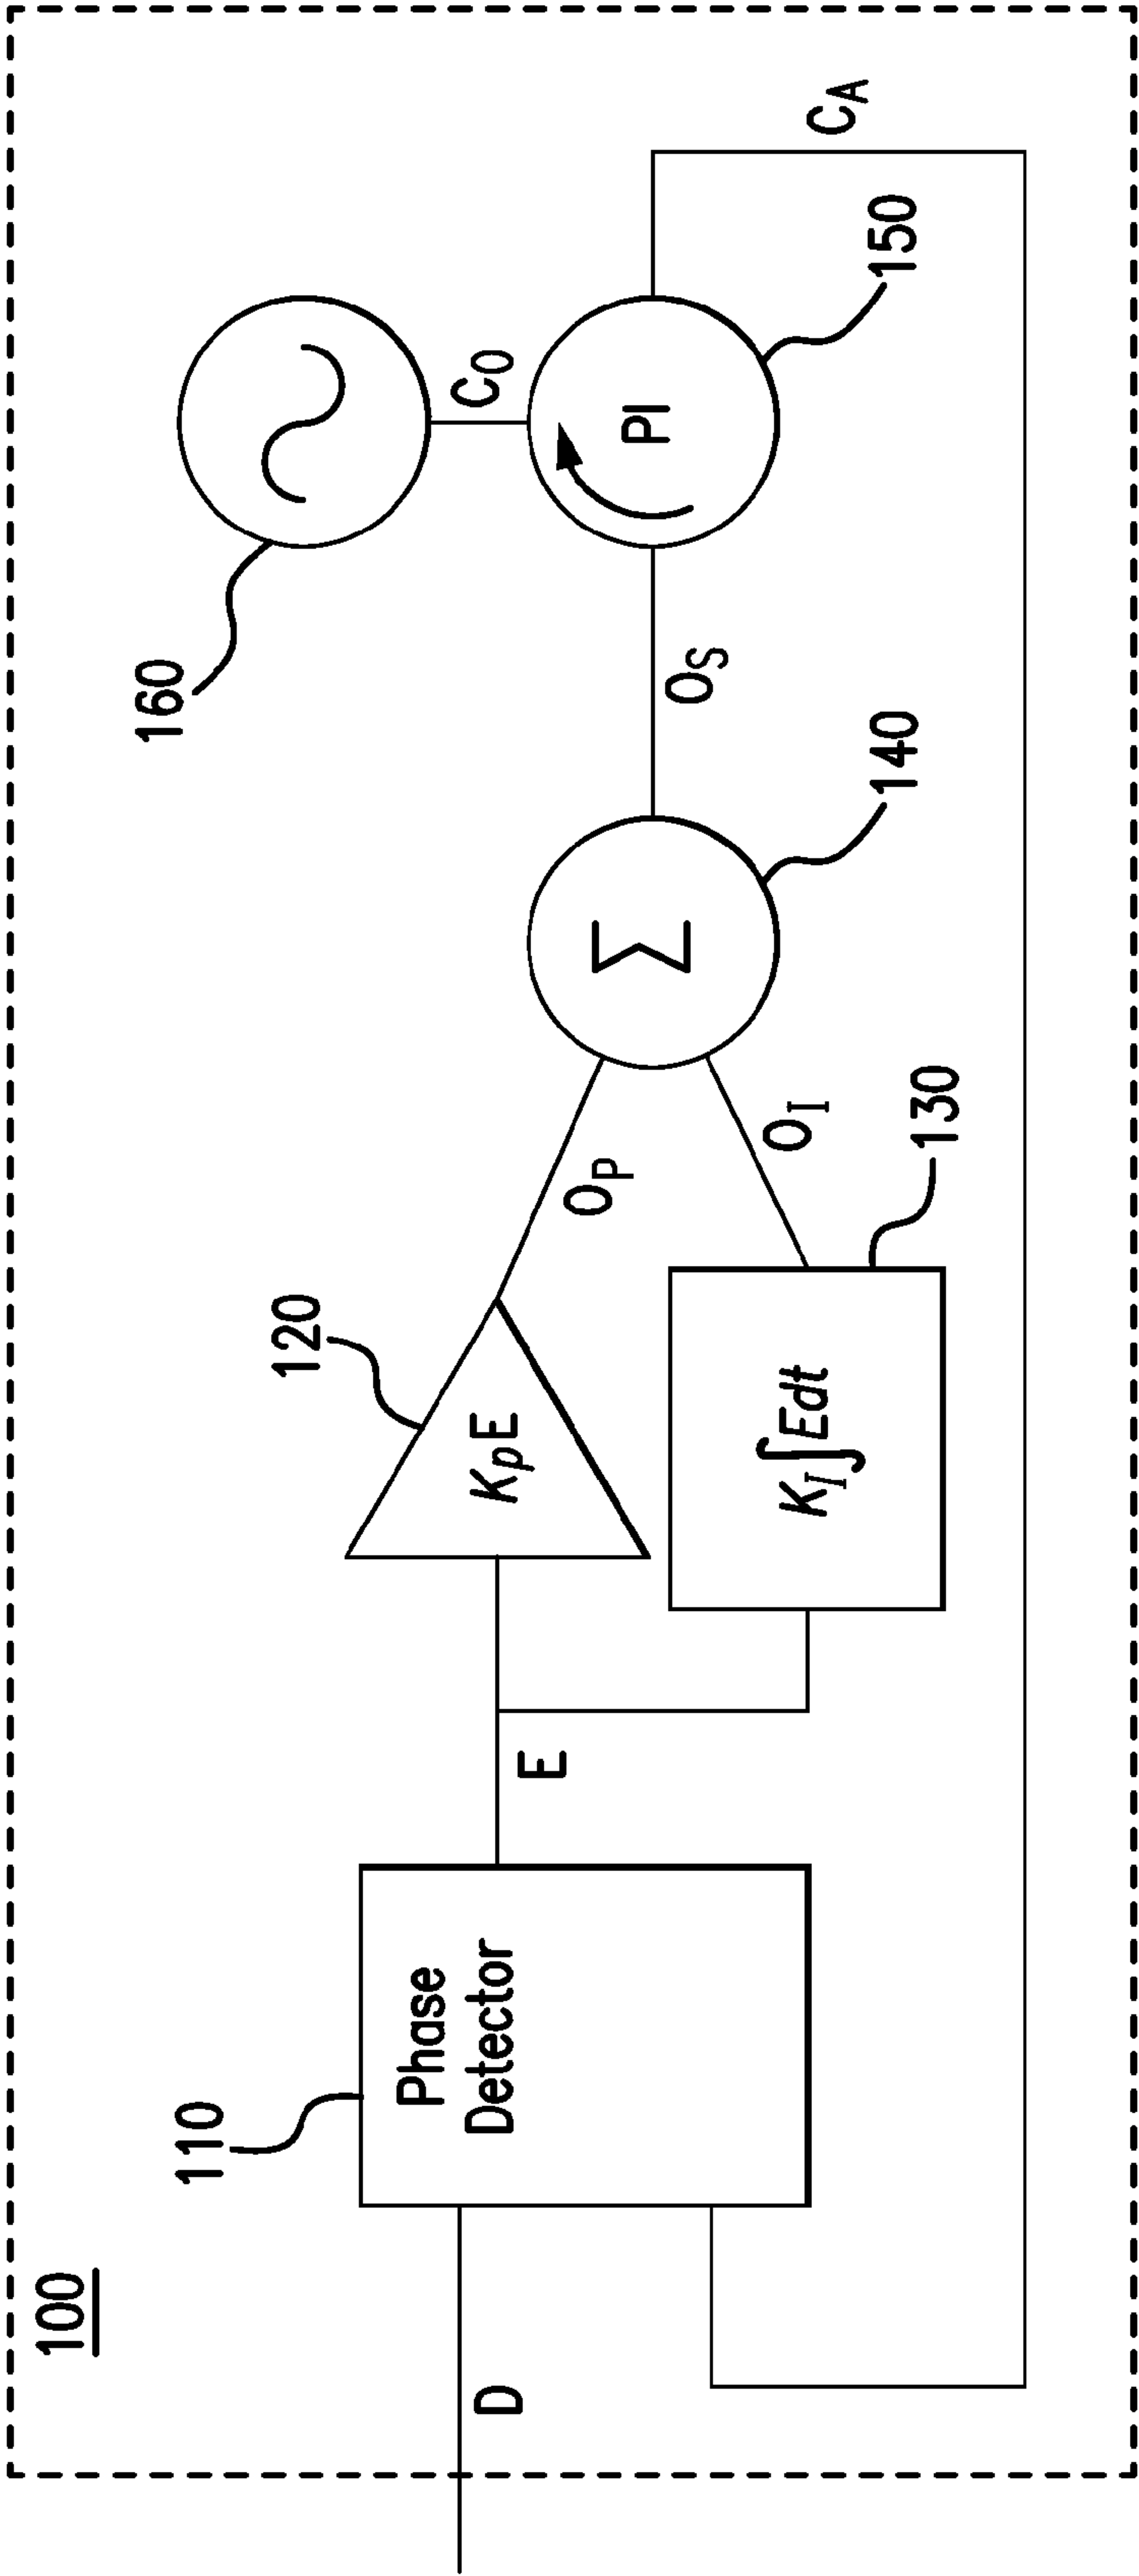 100
D
110
Phase
Detector
E
120
KpE
KI∫Edt
130
OP
OI
Σ
140
OS
160
CO
PI
150
CA